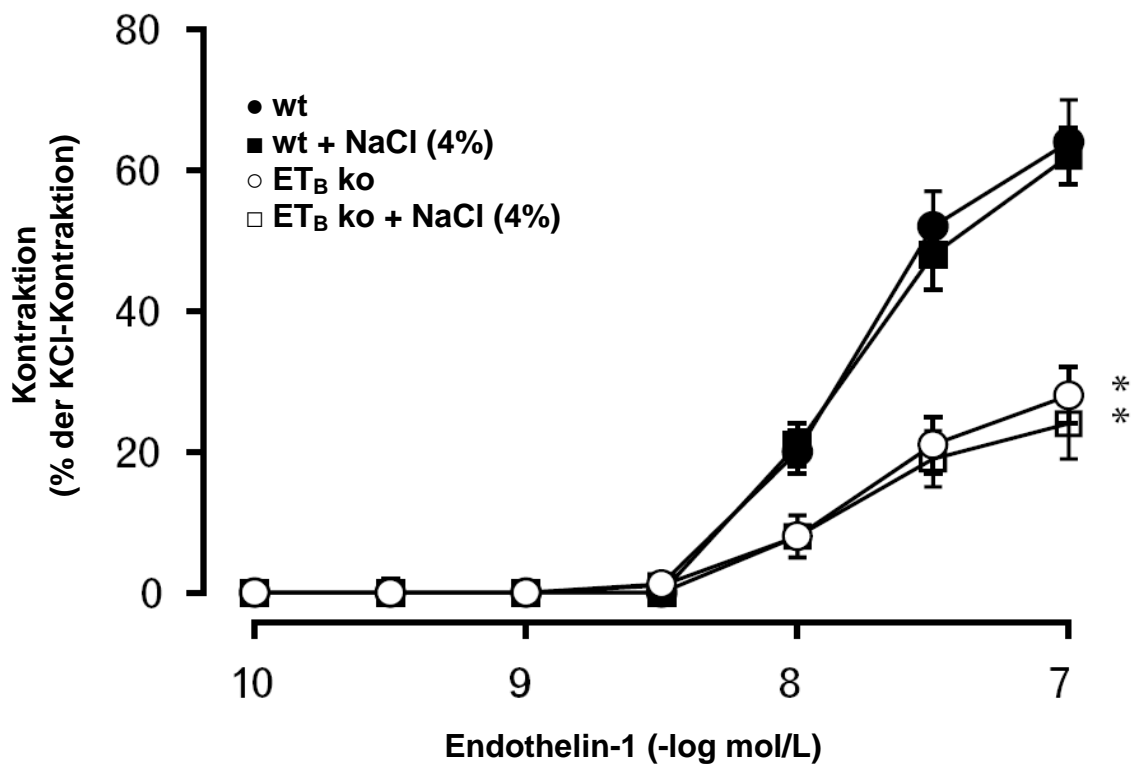 80
60
40
20
0
Kontraktion
(% der KCl-Kontraktion)
● wt
■ wt + NaCl (4%)
○ ET_B ko
□ ET_B ko + NaCl (4%)
*
*
10 9 8 7
Endothelin-1 (-log mol/L)